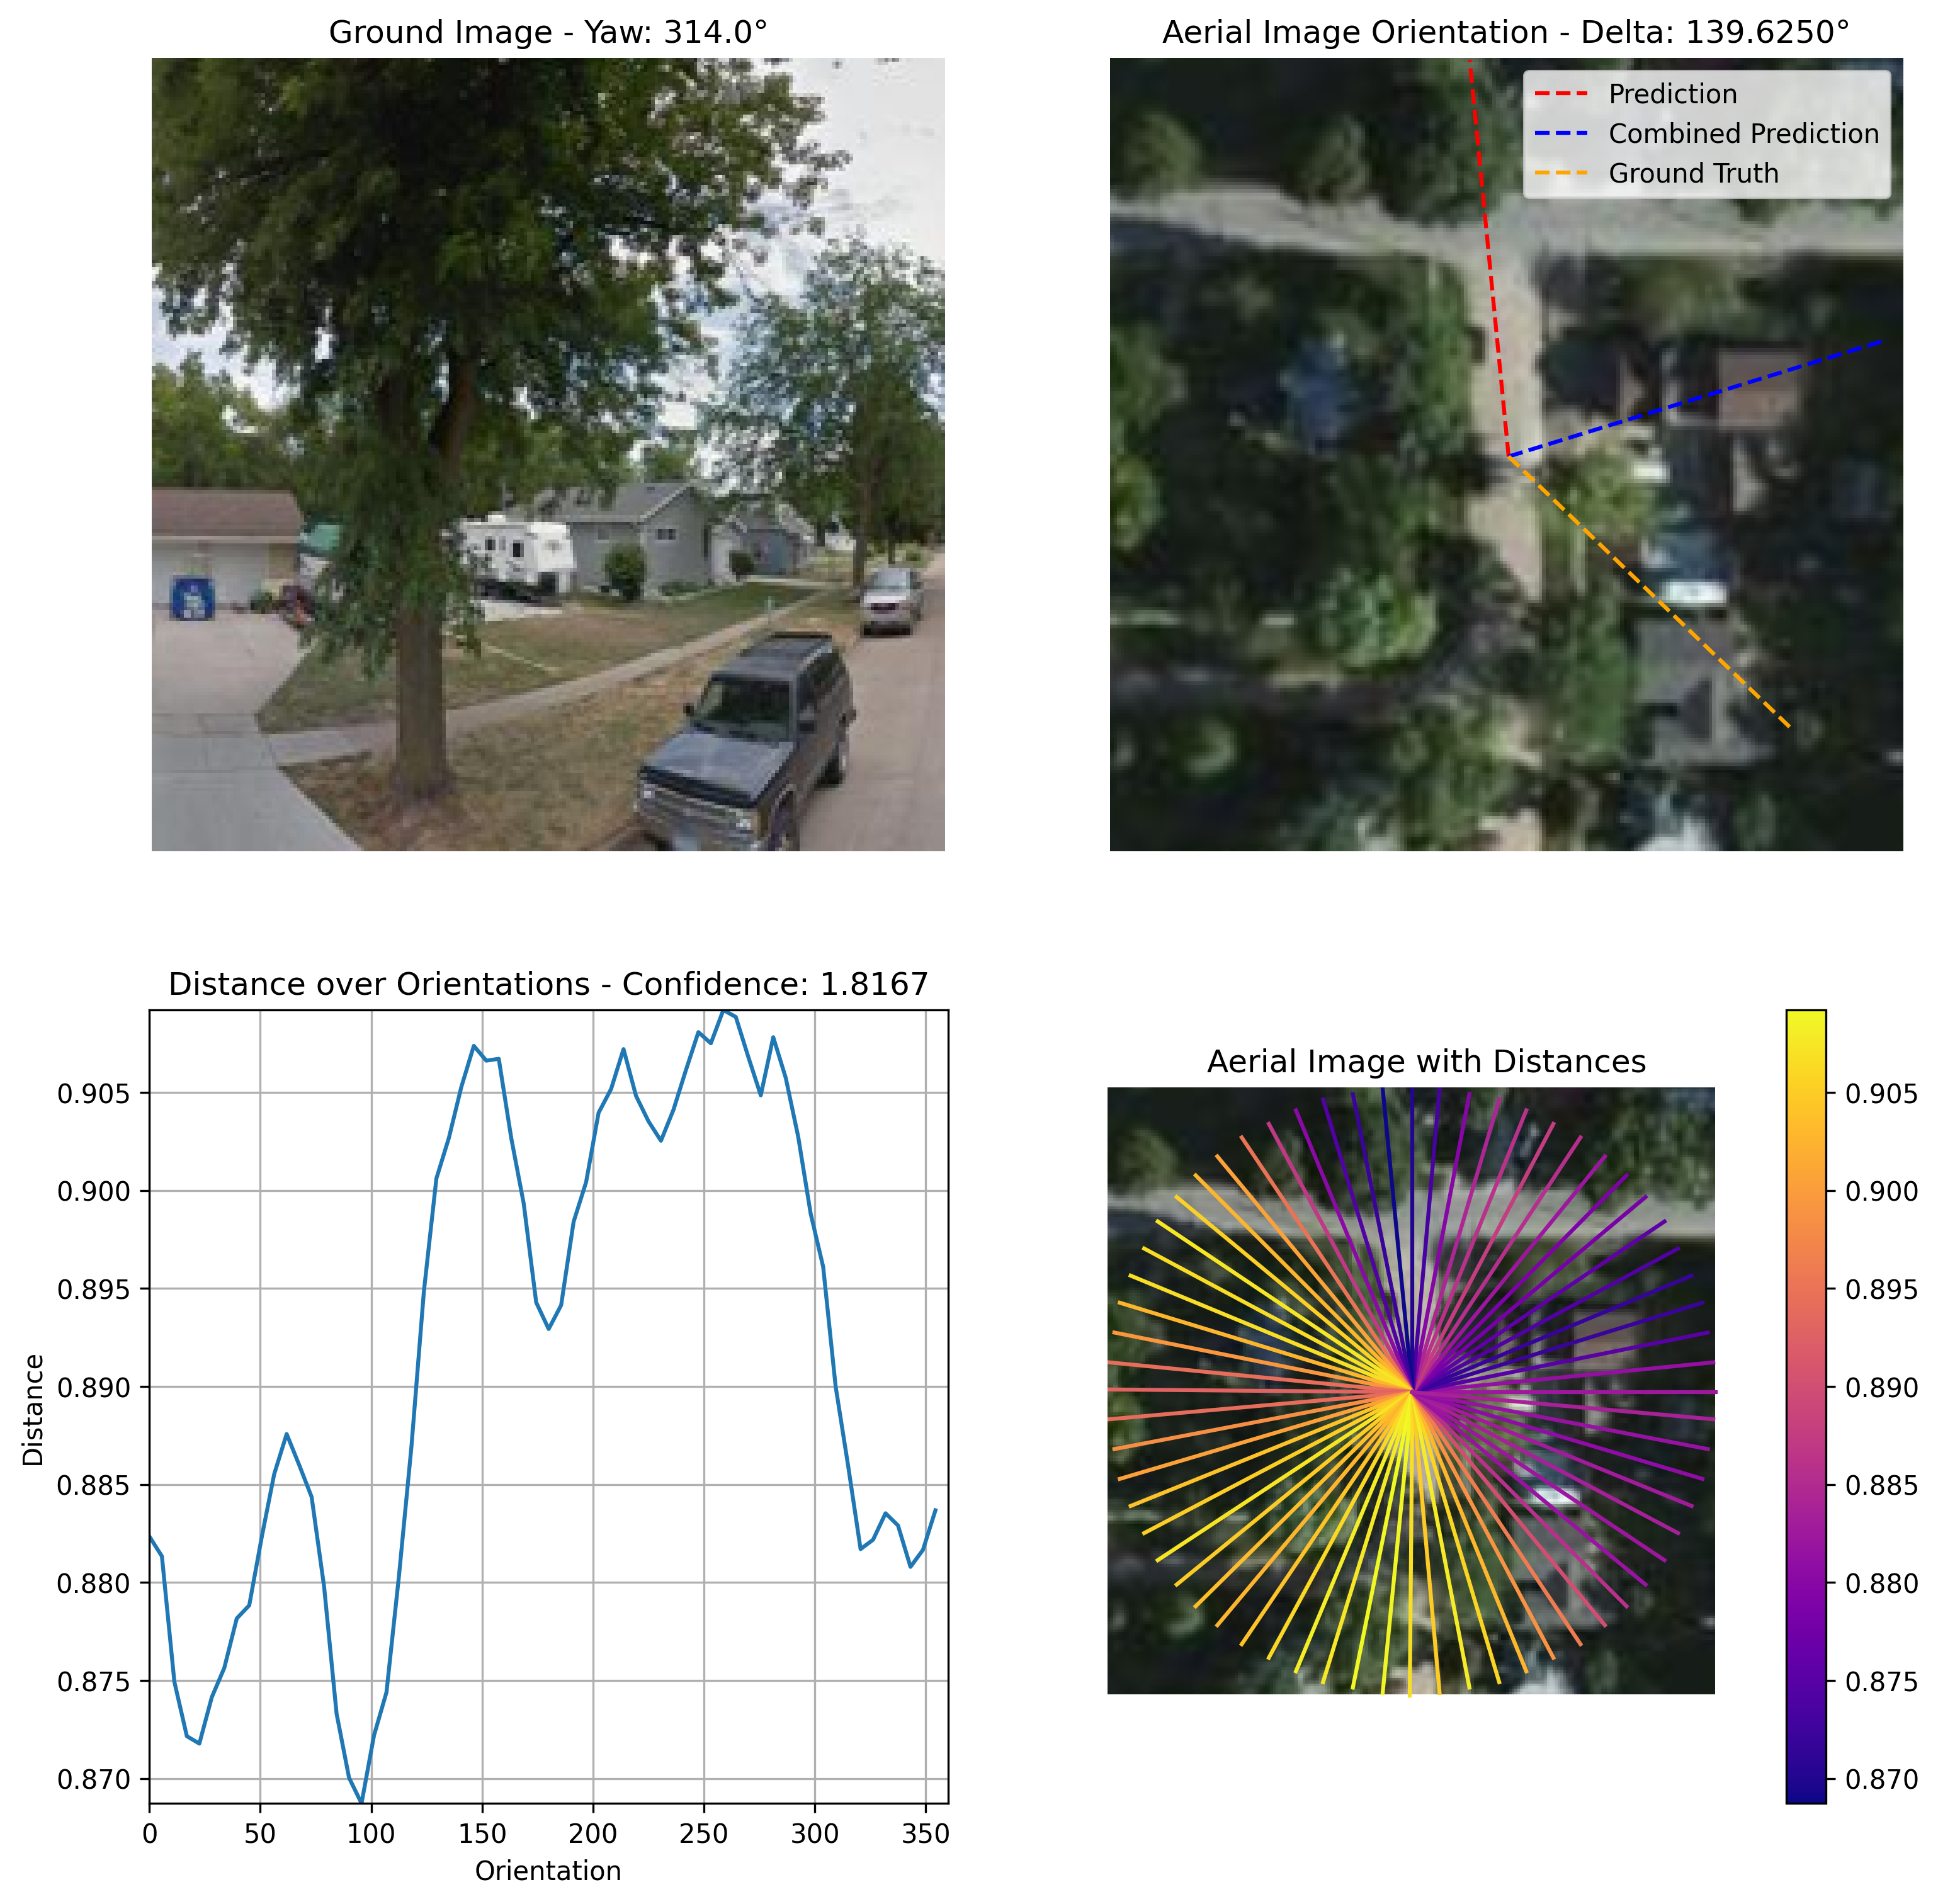 Ground Image - Yaw: 314.0°
Aerial Image Orientation - Delta: 139.6250°
Prediction
Combined Prediction
Ground Truth
Distance over Orientations - Confidence: 1.8167
Distance
0.905
0.900
0.895
0.890
0.885
0.880
0.875
0.870
0 50 100 150 200 250 300 350
Orientation
Aerial Image with Distances
0.905
0.900
0.895
0.890
0.885
0.880
0.875
0.870